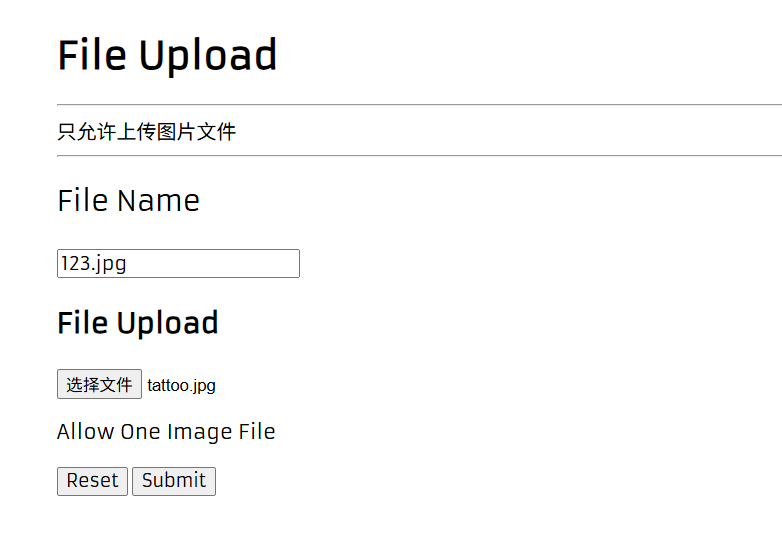 File Upload
只允许上传图片文件
File Name
123.jpg
File Upload
选择文件 tattoo.jpg
Allow One Image File
Reset Submit